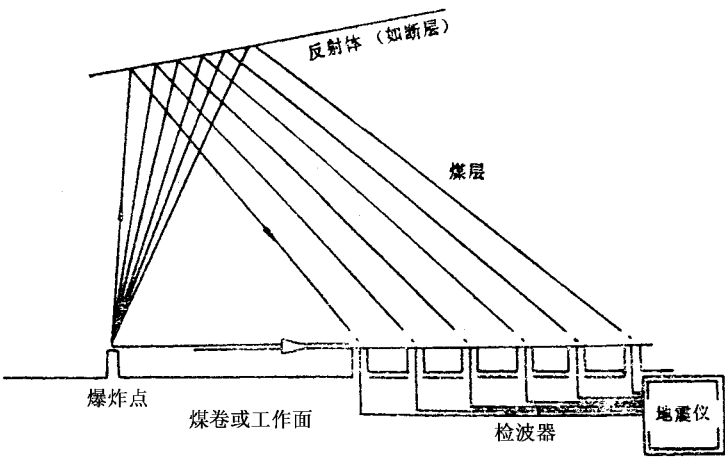 反射体（如断层）
煤层
爆炸点
煤卷或工作面
检波器
地震仪